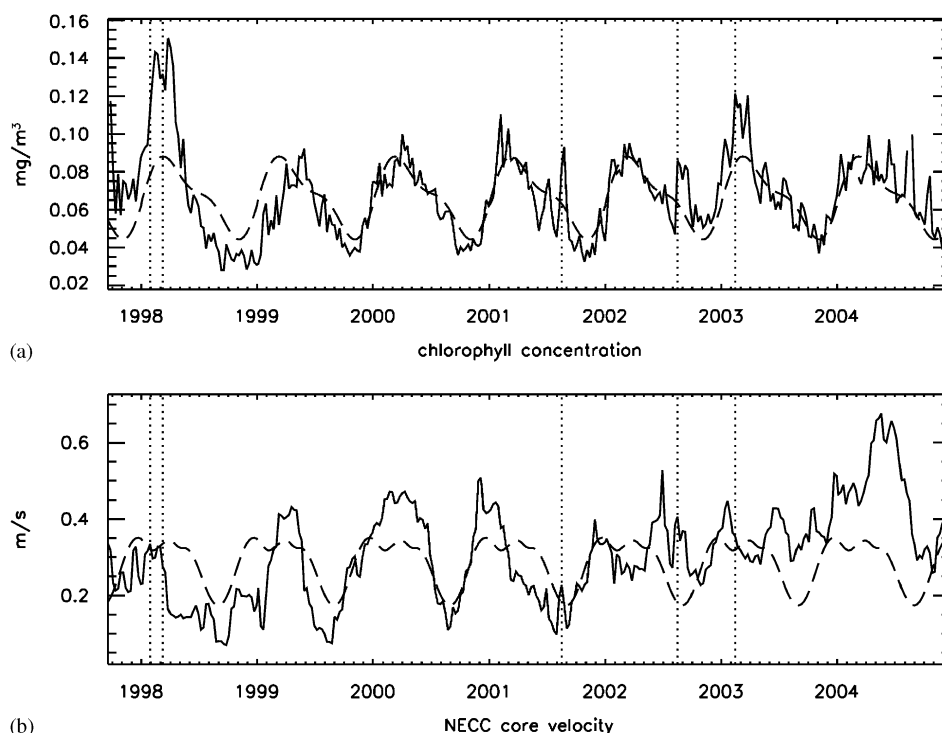 0.16
0.14
0.12
0.10
0.08
0.06
0.04
0.02
mg/m³
1998 1999 2000 2001 2002 2003 2004
(a) chlorophyll concentration
0.6
0.4
0.2
m/s
1998 1999 2000 2001 2002 2003 2004
(b) NECC core velocity